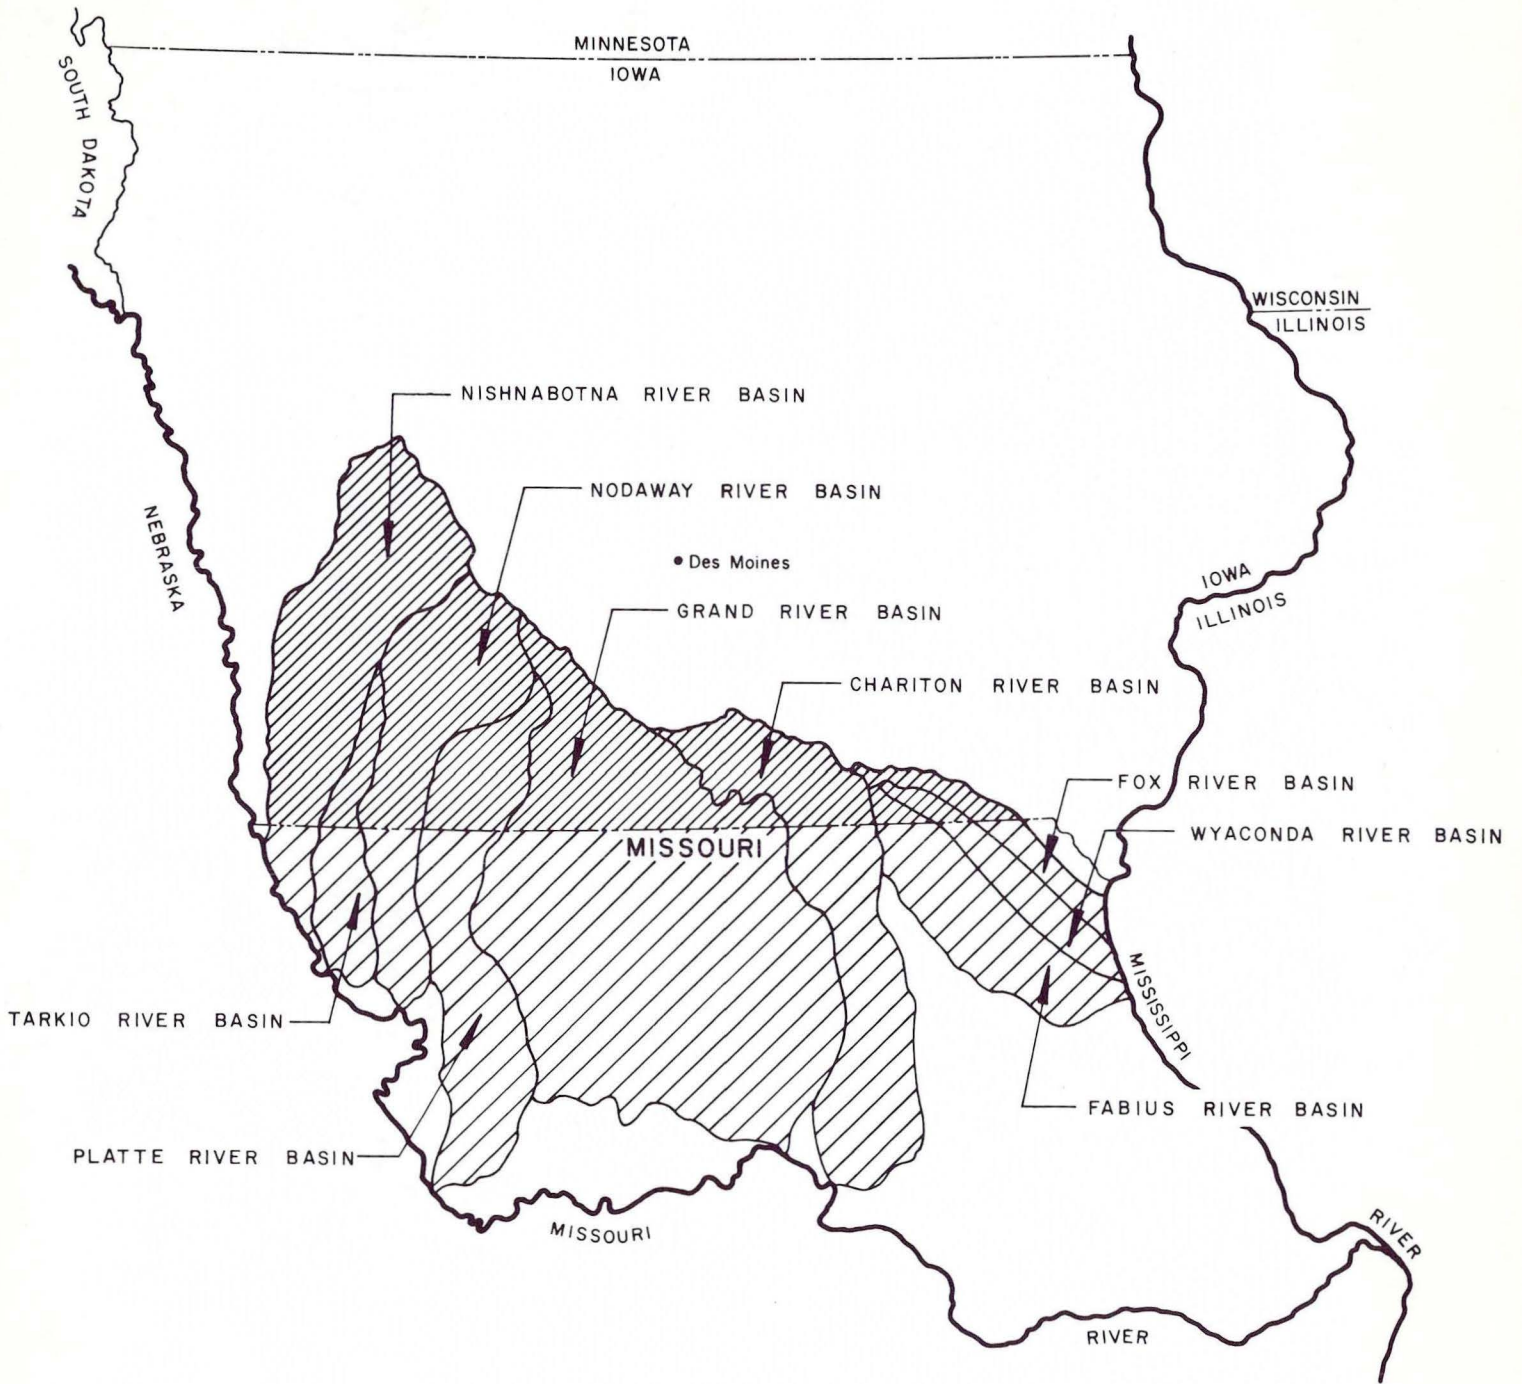 MINNESOTA
IOWA
SOUTH DAKOTA
WISCONSIN
ILLINOIS
NISHNABOTNA RIVER BASIN
NODAWAY RIVER BASIN
NEBRASKA
Des Moines
IOWA
ILLINOIS
GRAND RIVER BASIN
CHARITON RIVER BASIN
FOX RIVER BASIN
WYACONDA RIVER BASIN
MISSOURI
MISSISSIPPI
TARKIO RIVER BASIN
FABIUS RIVER BASIN
PLATTE RIVER BASIN
MISSOURI
RIVER
RIVER